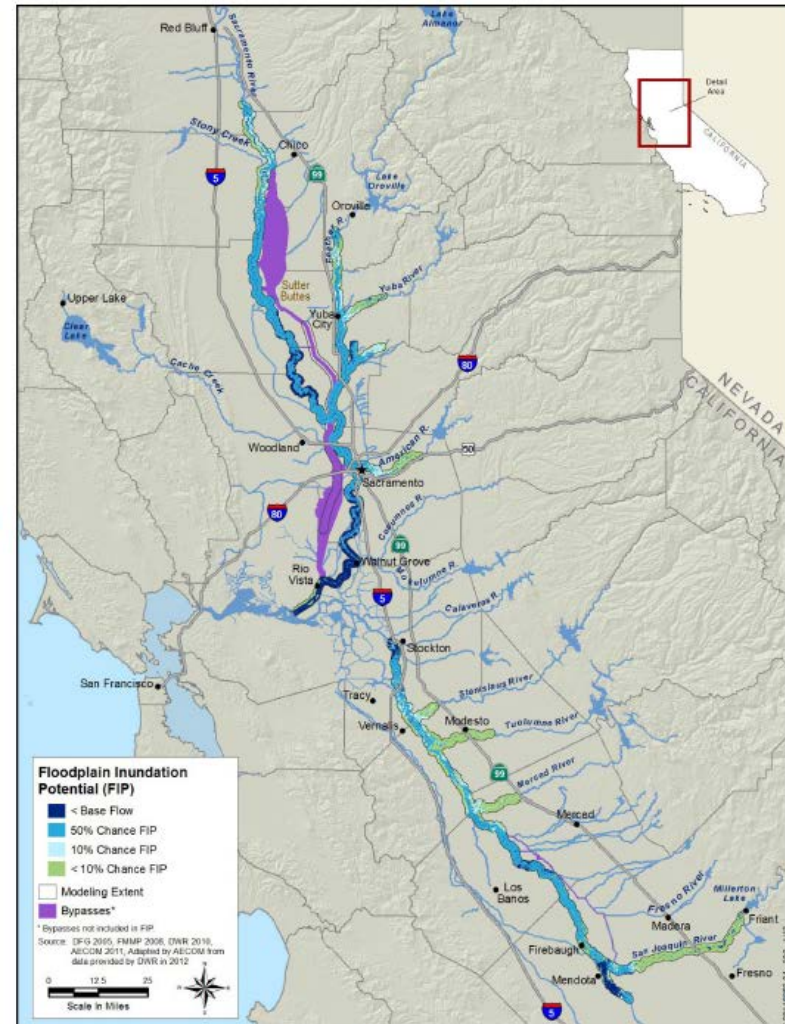 Red Bluff
Sacramento River
Lake
Almanor
Detail
Area
CALIFORNIA
Stony Creek
Chico
99
5
Lake
Oroville
Oroville
Feather R.
Sutter
Buttes
Yuba River
Upper Lake
Yuba
City
Clear
Lake
Cache Creek
80
NEVADA
CALIFORNIA
Woodland
American R.
50
Sacramento
80
Cosumnes R.
99
Walnut Grove
Mokelumne R.
Rio
Vista
5
Calaveras R.
Stockton
San Francisco
Tracy
Stanislaus River
Modesto
Tuolumne River
Vernalis
99
Merced River
Merced
Los
Banos
Fresno River
Millerton
Lake
Madera
Friant
Firebaugh
San Joaquin River
Mendota
Fresno
5
Floodplain Inundation
Potential (FIP)
< Base Flow
50% Chance FIP
10% Chance FIP
< 10% Chance FIP
Modeling Extent
Bypasses*
* Bypasses not included in FIP
Source: DFG 2005, FMMP 2008, DWR 2010,
AECOM 2011, Adapted by AECOM from
data provided by DWR in 2012
0 12.5 25
Scale in Miles